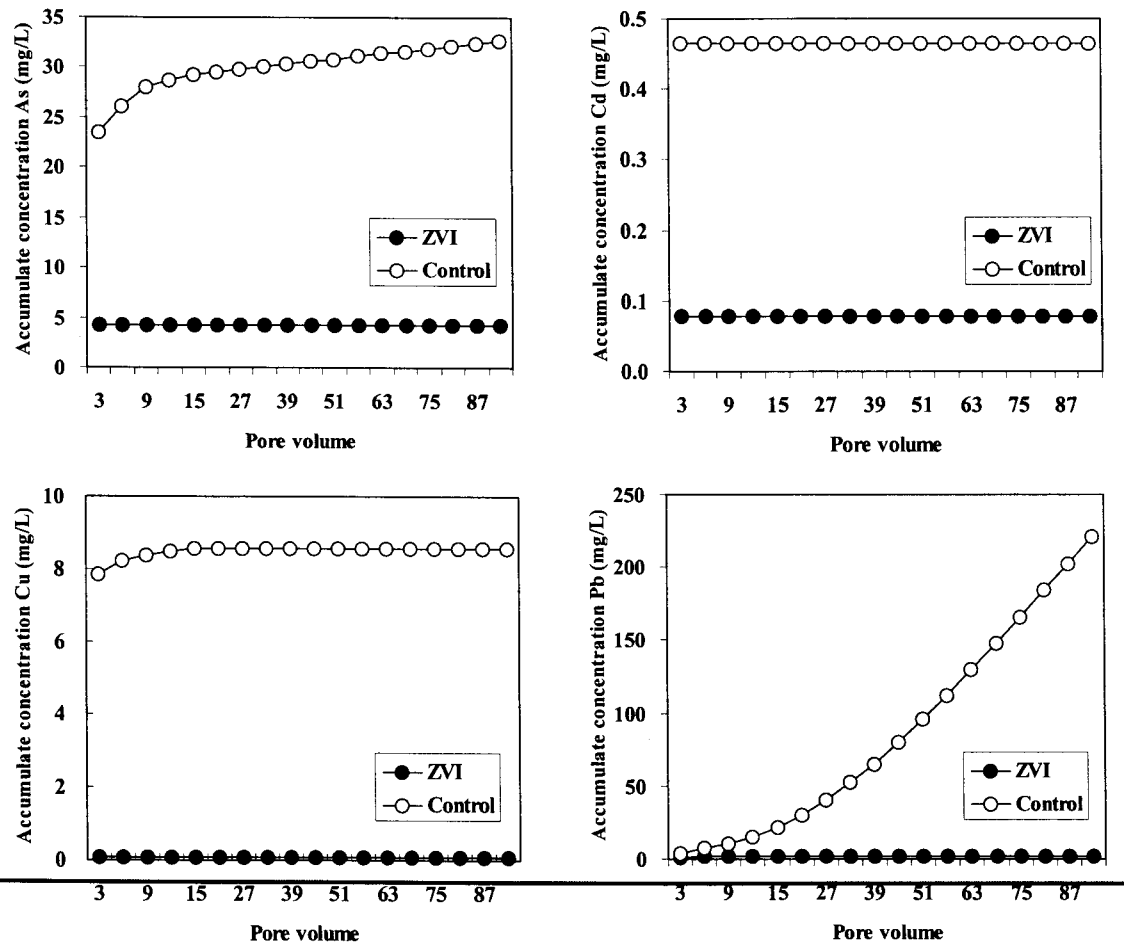 Accumulate concentration As (mg/L)
35
30
25
20
15
10
5
0
ZVI
Control
3 9 15 27 39 51 63 75 87
Pore volume
Accumulate concentration Cd (mg/L)
0.5
0.4
0.3
0.2
0.1
0.0
ZVI
Control
3 9 15 27 39 51 63 75 87
Pore volume
Accumulate concentration Cu (mg/L)
10
8
6
4
2
0
ZVI
Control
3 9 15 27 39 51 63 75 87
Pore volume
Accumulate concentration Pb (mg/L)
250
200
150
100
50
0
ZVI
Control
3 9 15 27 39 51 63 75 87
Pore volume